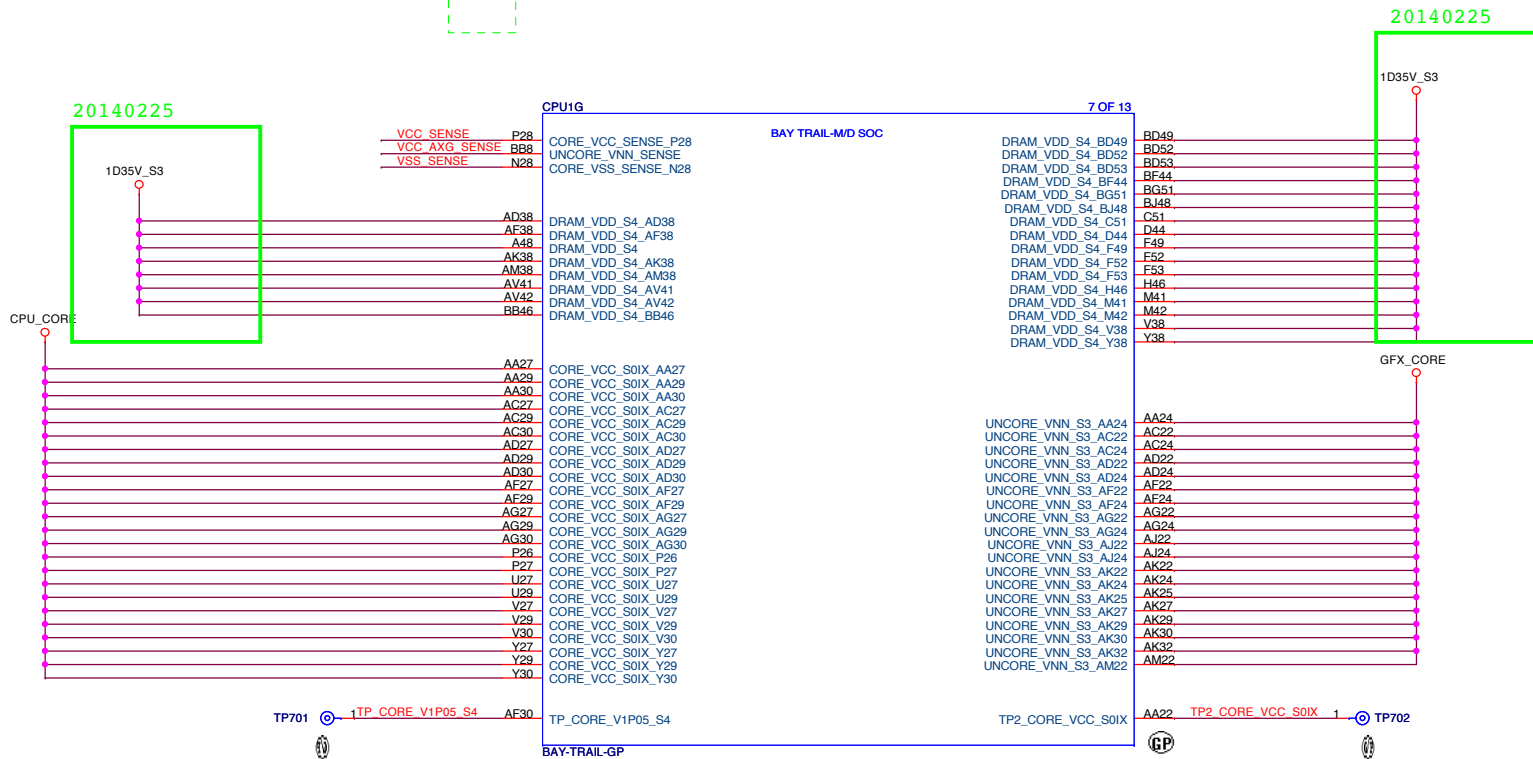 20140225
20140225
1D35V_S3
CPU1G 7 OF 13
BAY TRAIL-M/D SOC
VCC_SENSE P28 CORE_VCC_SENSE_P28
VCC_AXG_SENSE BB8 UNCORE_VNN_SENSE
VSS_SENSE N28 CORE_VSS_SENSE_N28
1D35V_S3
AD38 DRAM_VDD_S4_AD38
AF38 DRAM_VDD_S4_AF38
A48 DRAM_VDD_S4
AK38 DRAM_VDD_S4_AK38
AM38 DRAM_VDD_S4_AM38
AV41 DRAM_VDD_S4_AV41
AV42 DRAM_VDD_S4_AV42
BB46 DRAM_VDD_S4_BB46
CPU_CORE
AA27 CORE_VCC_S0IX_AA27
AA29 CORE_VCC_S0IX_AA29
AA30 CORE_VCC_S0IX_AA30
AC27 CORE_VCC_S0IX_AC27
AC29 CORE_VCC_S0IX_AC29
AC30 CORE_VCC_S0IX_AC30
AD27 CORE_VCC_S0IX_AD27
AD29 CORE_VCC_S0IX_AD29
AD30 CORE_VCC_S0IX_AD30
AF27 CORE_VCC_S0IX_AF27
AF29 CORE_VCC_S0IX_AF29
AG27 CORE_VCC_S0IX_AG27
AG29 CORE_VCC_S0IX_AG29
AG30 CORE_VCC_S0IX_AG30
P26 CORE_VCC_S0IX_P26
P27 CORE_VCC_S0IX_P27
U27 CORE_VCC_S0IX_U27
U29 CORE_VCC_S0IX_U29
V27 CORE_VCC_S0IX_V27
V29 CORE_VCC_S0IX_V29
V30 CORE_VCC_S0IX_V30
Y27 CORE_VCC_S0IX_Y27
Y29 CORE_VCC_S0IX_Y29
Y30 CORE_VCC_S0IX_Y30
TP701 1 TP_CORE_V1P05_S4 AF30 TP_CORE_V1P05_S4
DRAM_VDD_S4_BD49 BD49
DRAM_VDD_S4_BD52 BD52
DRAM_VDD_S4_BD53 BD53
DRAM_VDD_S4_BF44 BF44
DRAM_VDD_S4_BG51 BG51
DRAM_VDD_S4_BJ48 BJ48
DRAM_VDD_S4_C51 C51
DRAM_VDD_S4_D44 D44
DRAM_VDD_S4_F49 F49
DRAM_VDD_S4_F52 F52
DRAM_VDD_S4_F53 F53
DRAM_VDD_S4_H46 H46
DRAM_VDD_S4_M41 M41
DRAM_VDD_S4_M42 M42
DRAM_VDD_S4_V38 V38
DRAM_VDD_S4_Y38 Y38
GFX_CORE
UNCORE_VNN_S3_AA24 AA24
UNCORE_VNN_S3_AC22 AC22
UNCORE_VNN_S3_AC24 AC24
UNCORE_VNN_S3_AD22 AD22
UNCORE_VNN_S3_AD24 AD24
UNCORE_VNN_S3_AF22 AF22
UNCORE_VNN_S3_AF24 AF24
UNCORE_VNN_S3_AG22 AG22
UNCORE_VNN_S3_AG24 AG24
UNCORE_VNN_S3_AJ22 AJ22
UNCORE_VNN_S3_AJ24 AJ24
UNCORE_VNN_S3_AK22 AK22
UNCORE_VNN_S3_AK24 AK24
UNCORE_VNN_S3_AK25 AK25
UNCORE_VNN_S3_AK27 AK27
UNCORE_VNN_S3_AK29 AK29
UNCORE_VNN_S3_AK30 AK30
UNCORE_VNN_S3_AK32 AK32
UNCORE_VNN_S3_AM22 AM22
TP2_CORE_VCC_S0IX AA22 TP2_CORE_VCC_S0IX 1 TP702
BAY-TRAIL-GP
GP